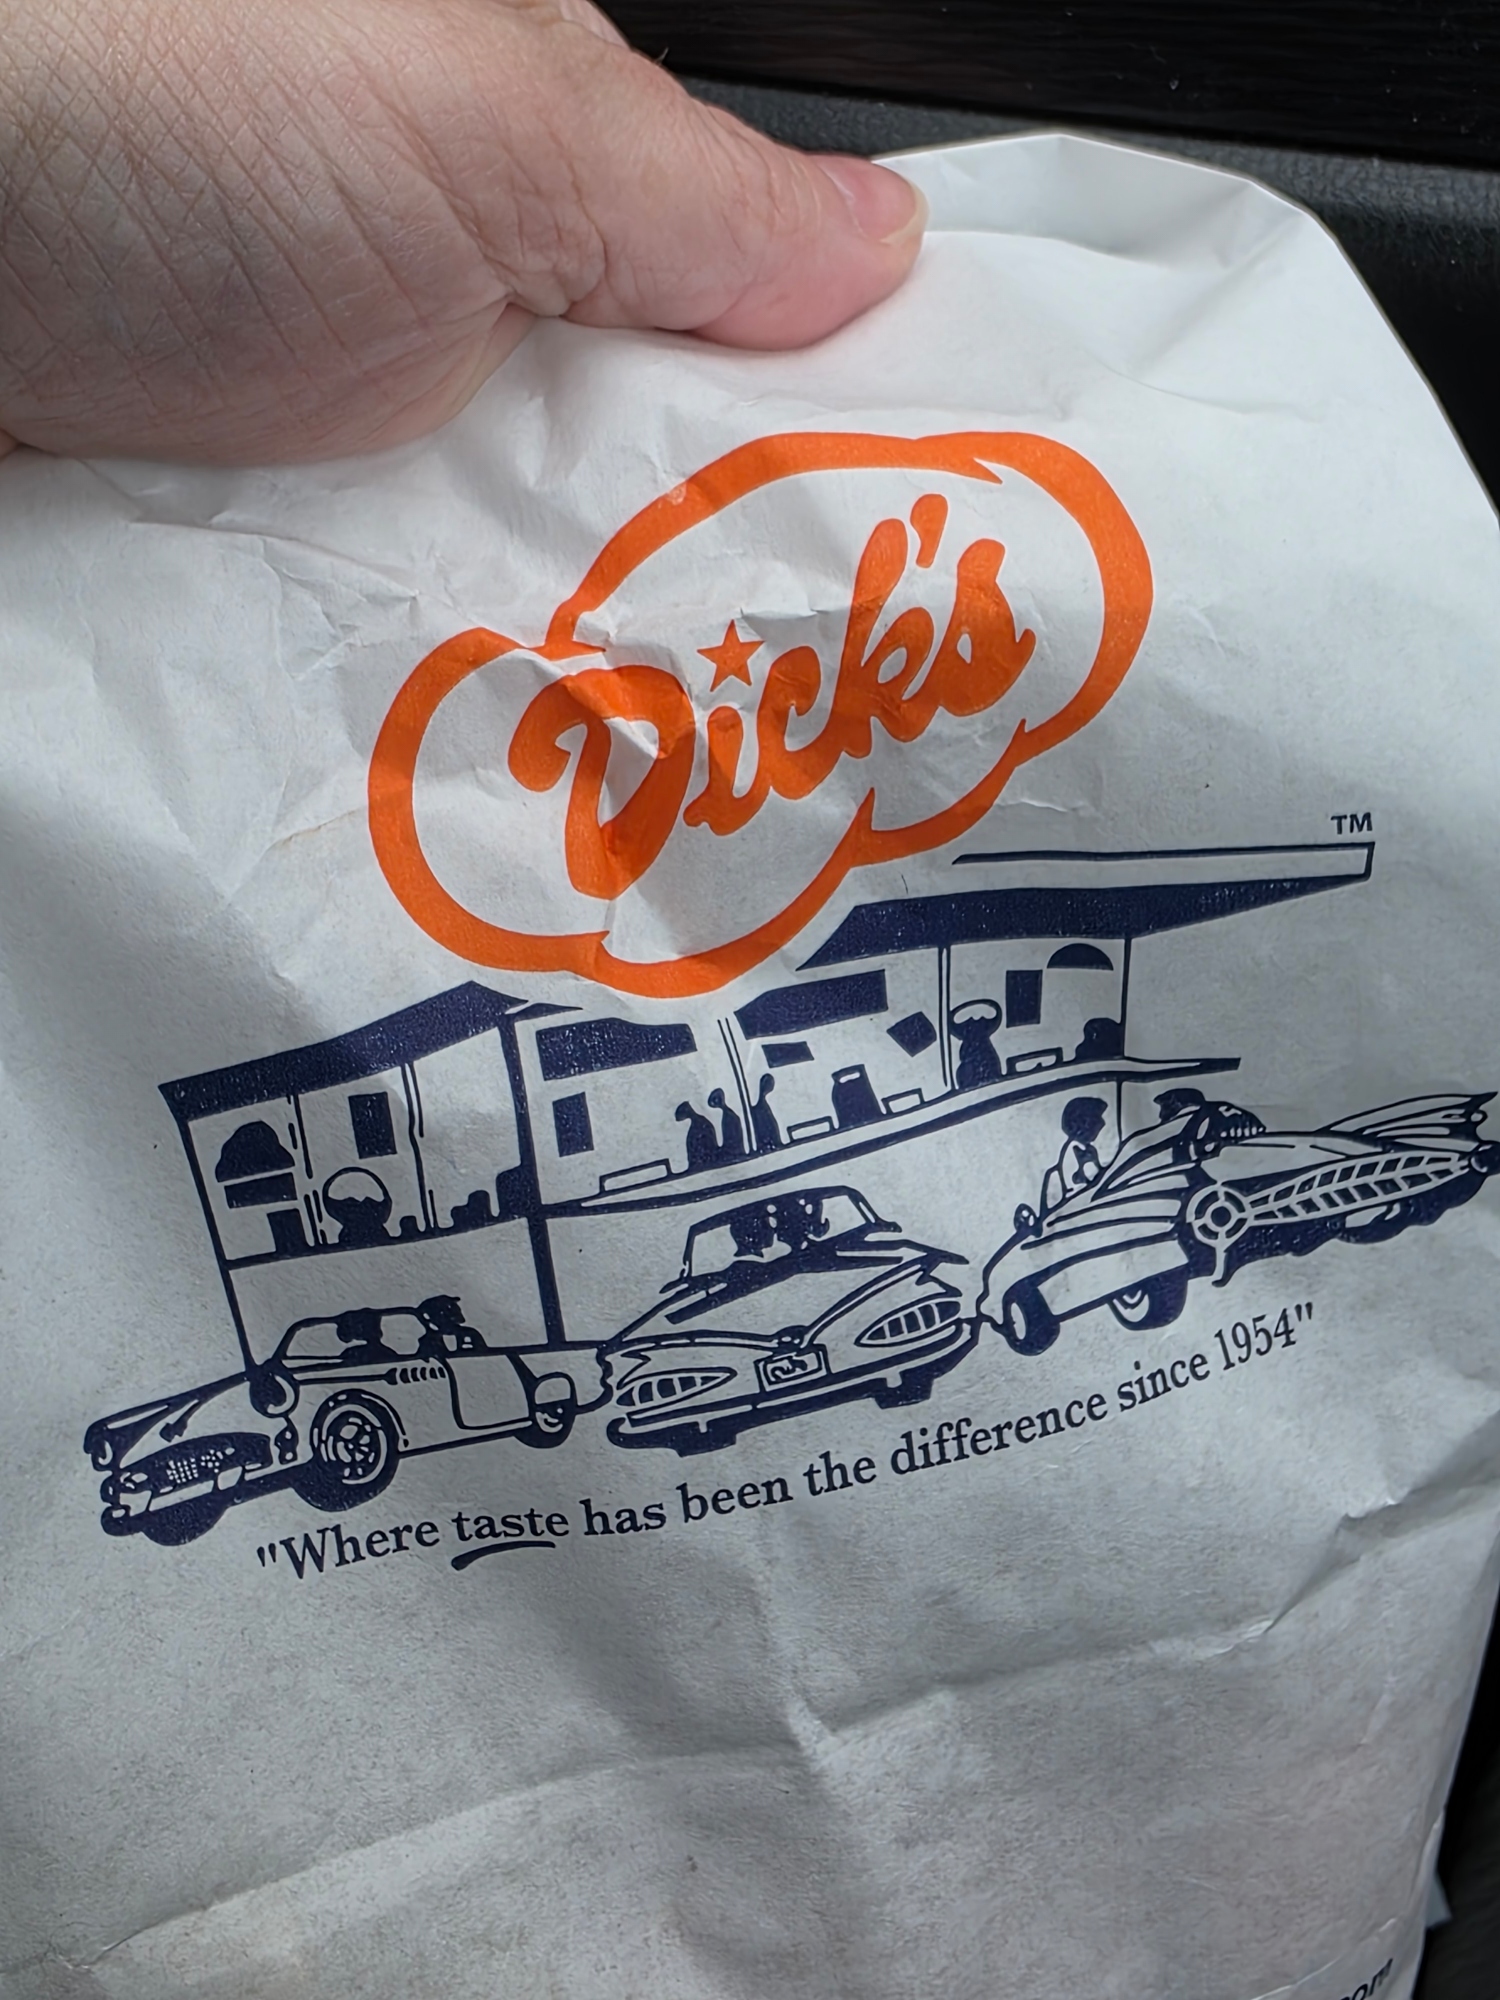 Dick's
TM
"Where taste has been the difference since 1954"